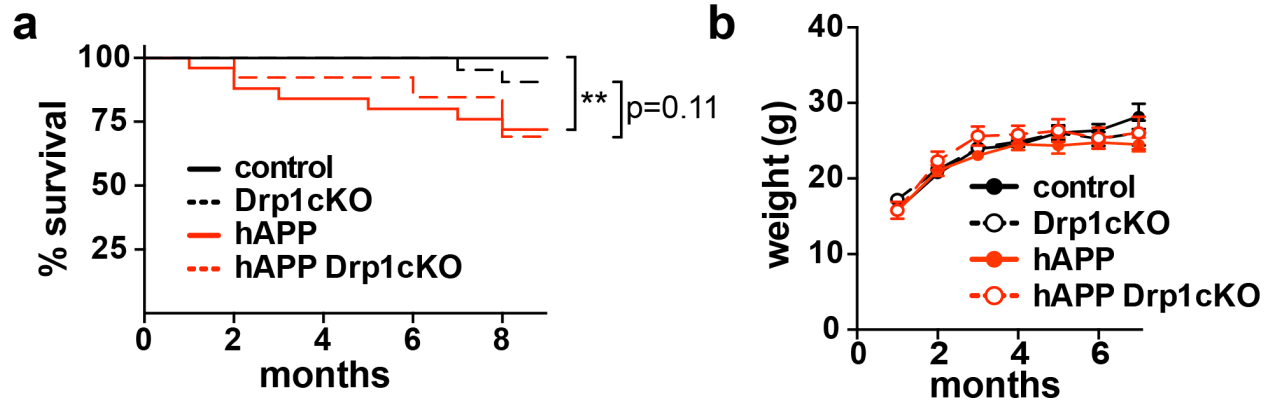 a
% survival
100
75
50
25
control
Drp1cKO
hAPP
hAPP Drp1cKO
**
p=0.11
0 2 4 6 8
months
b
weight (g)
40
30
20
10
0
control
Drp1cKO
hAPP
hAPP Drp1cKO
0 2 4 6
months